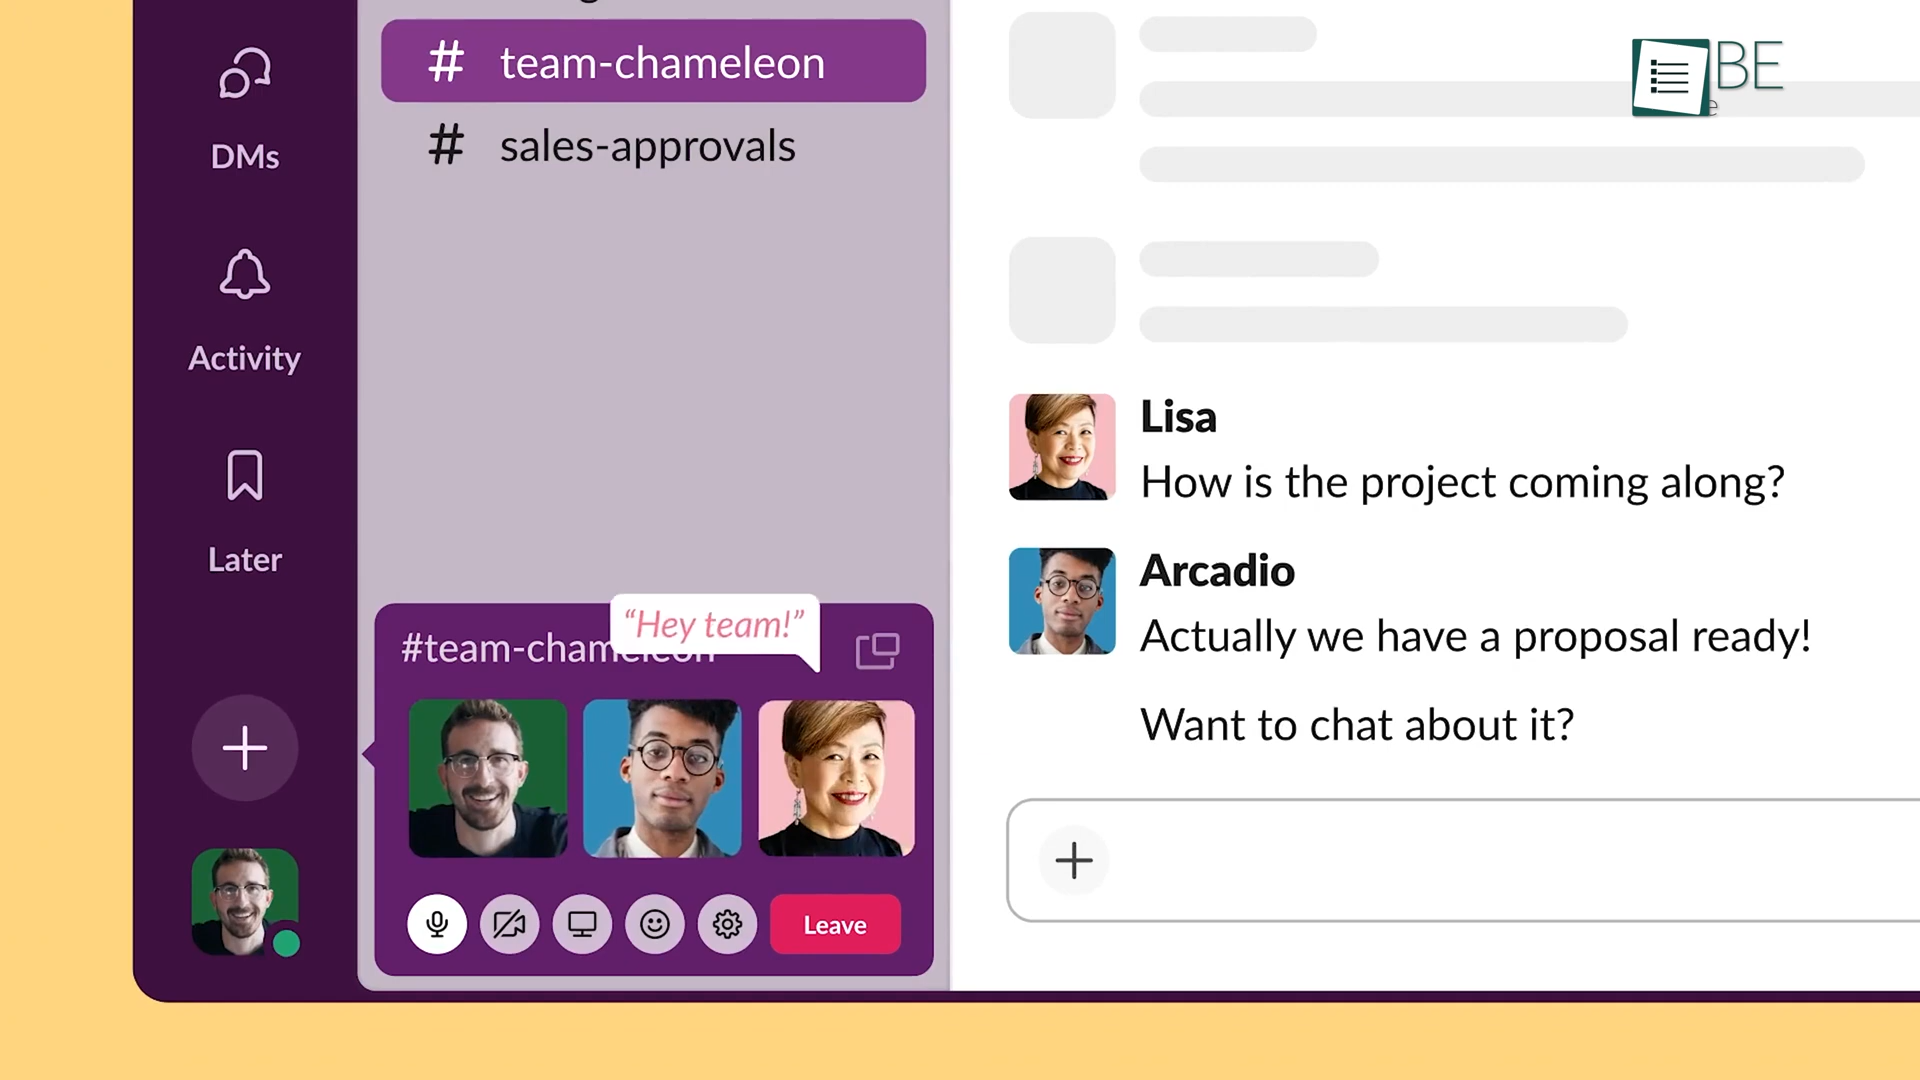 DMs
Activity
Later
# team-chameleon
# sales-approvals
“Hey team!”
#team-chameleon
Leave
Lisa
How is the project coming along?
Arcadio
Actually we have a proposal ready!
Want to chat about it?
BE
e